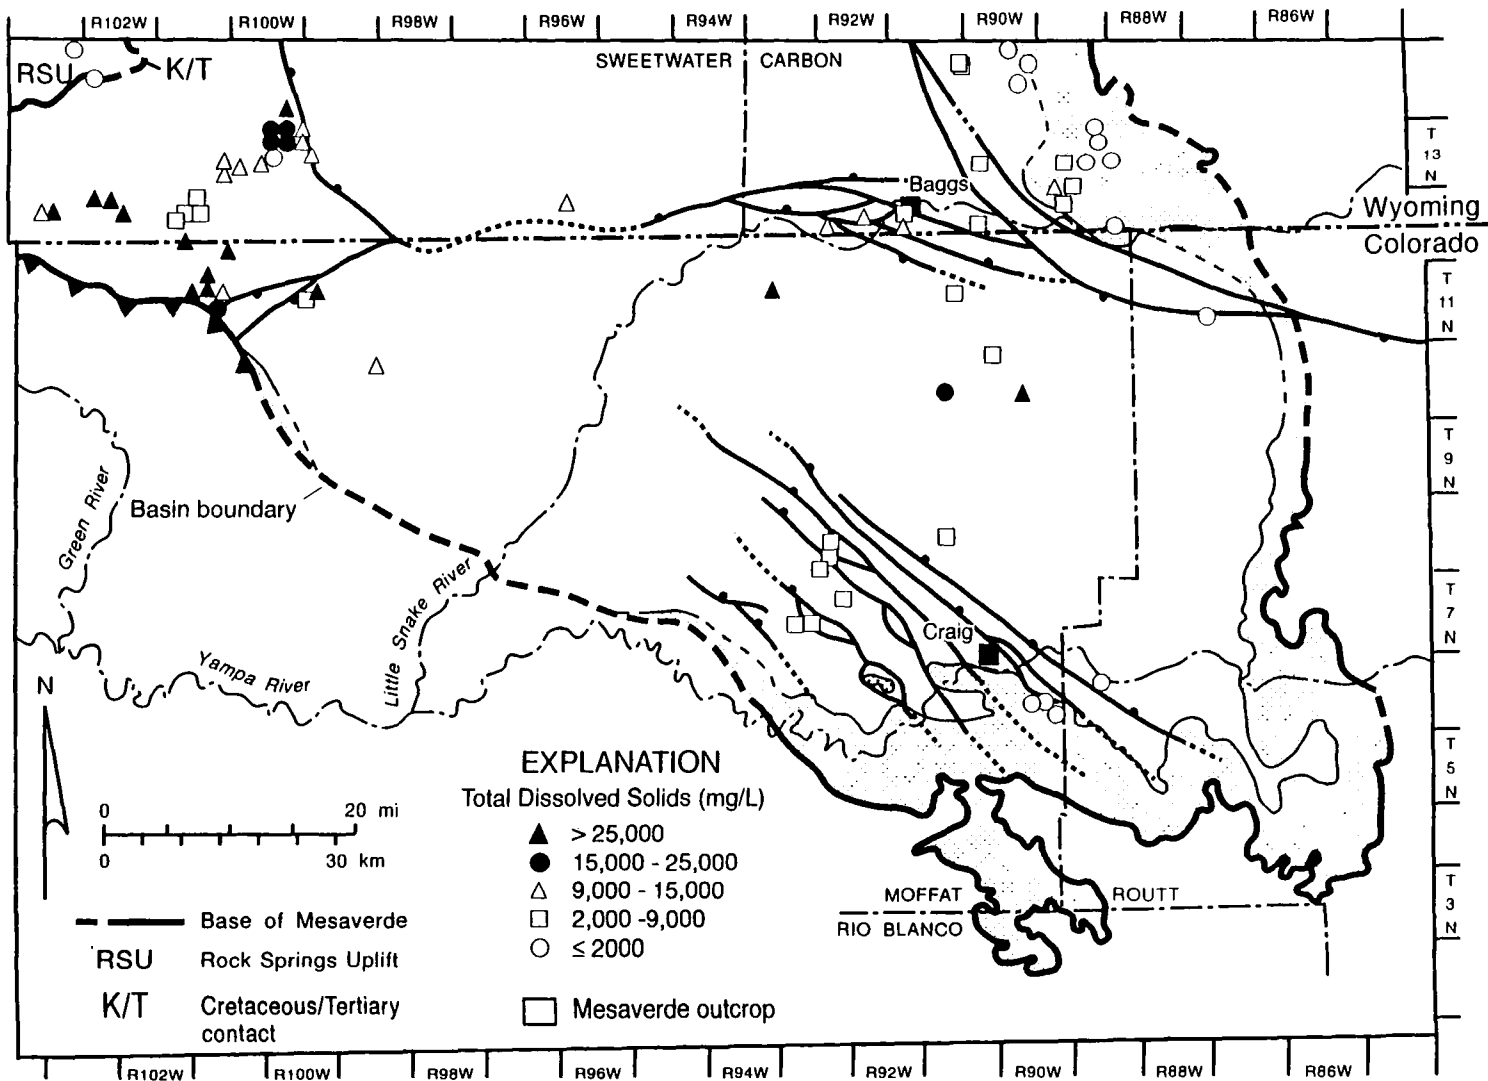 R102W R100W R98W R96W R94W R92W R90W R88W R86W
SWEETWATER CARBON
RSU K/T
T
13
N
Baggs
Wyoming
Colorado
T
11
N
T
9
N
Basin boundary
Green River
Little Snake River
T
7
N
Craig
Yampa River
N
T
5
N
EXPLANATION
Total Dissolved Solids (mg/L)
0 20 mi
0 30 km
> 25,000
15,000 - 25,000
9,000 - 15,000
2,000 -9,000
≤ 2000
MOFFAT ROUTT
RIO BLANCO
T
3
N
Base of Mesaverde
RSU Rock Springs Uplift
K/T Cretaceous/Tertiary
contact
Mesaverde outcrop
R102W R100W R98W R96W R94W R92W R90W R88W R86W